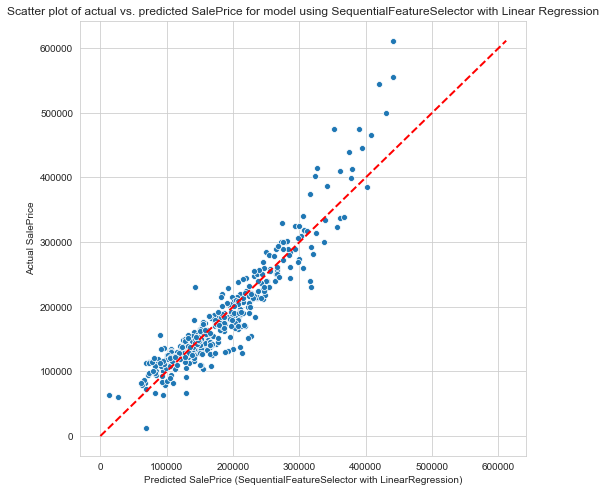 Scatter plot of actual vs. predicted SalePrice for model using SequentialFeatureSelector with Linear Regression
600000
500000
400000
300000
200000
100000
0
Actual SalePrice
0 100000 200000 300000 400000 500000 600000
Predicted SalePrice (SequentialFeatureSelector with LinearRegression)